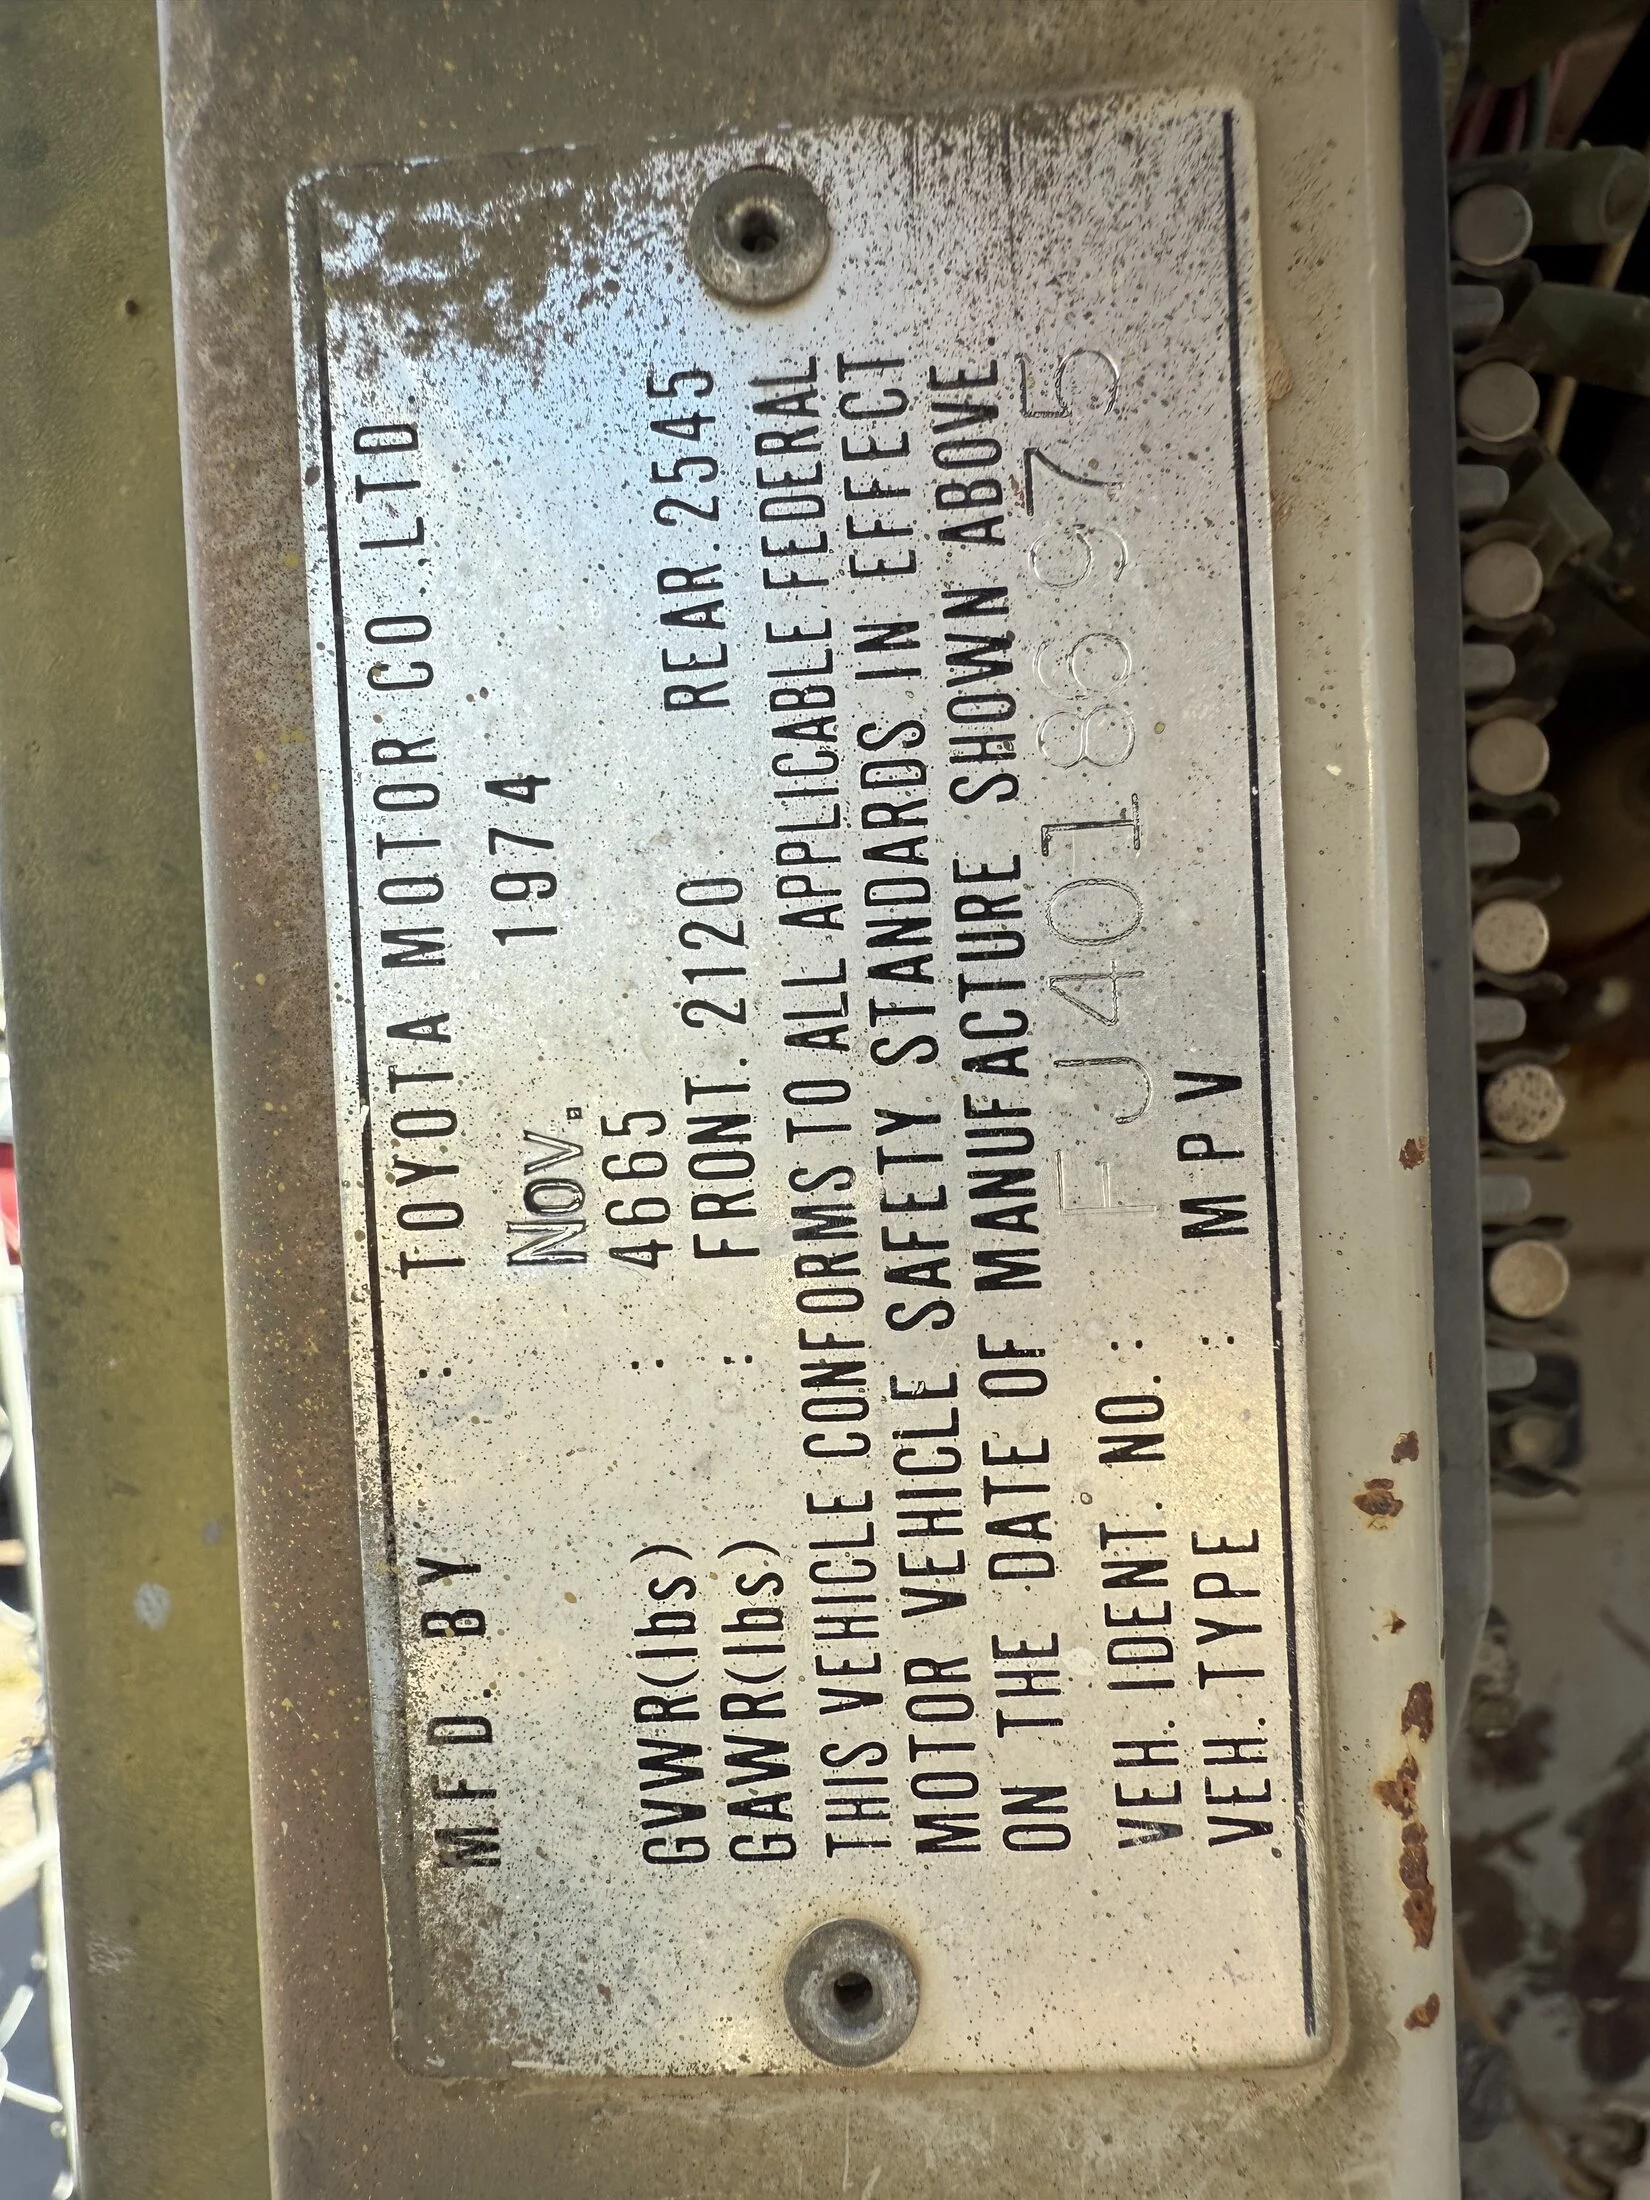 MFD. BY : TOYOTA MOTOR CO.,LTD.
Nov. 1974
GVWR(lbs) : 4665
GAWR(lbs) : FRONT. 2120 REAR. 2545
THIS VEHICLE CONFORMS TO ALL APPLICABLE FEDERAL
MOTOR VEHICLE SAFETY STANDARDS IN EFFECT
ON THE DATE OF MANUFACTURE SHOWN ABOVE.
VEH. IDENT. NO. : FJ40186975
VEH. TYPE : MPV